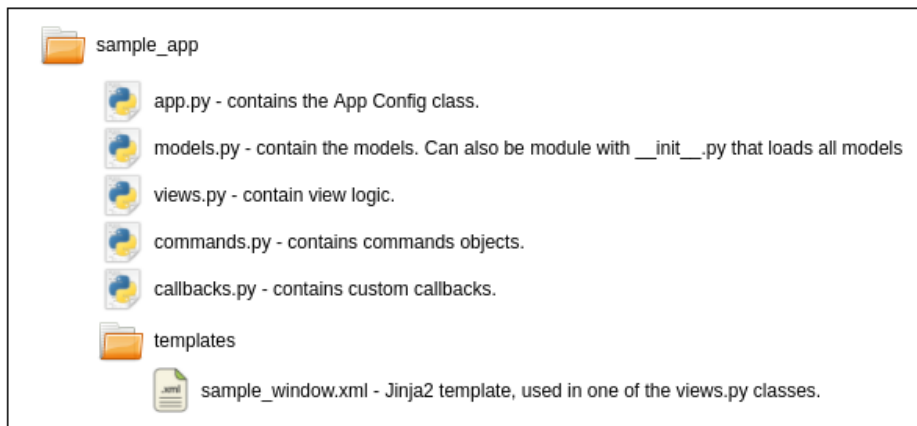 sample_app
app.py - contains the App Config class.
models.py - contain the models. Can also be module with __init__.py that loads all models
views.py - contain view logic.
commands.py - contains commands objects.
callbacks.py - contains custom callbacks.
templates
.xml
sample_window.xml - Jinja2 template, used in one of the views.py classes.